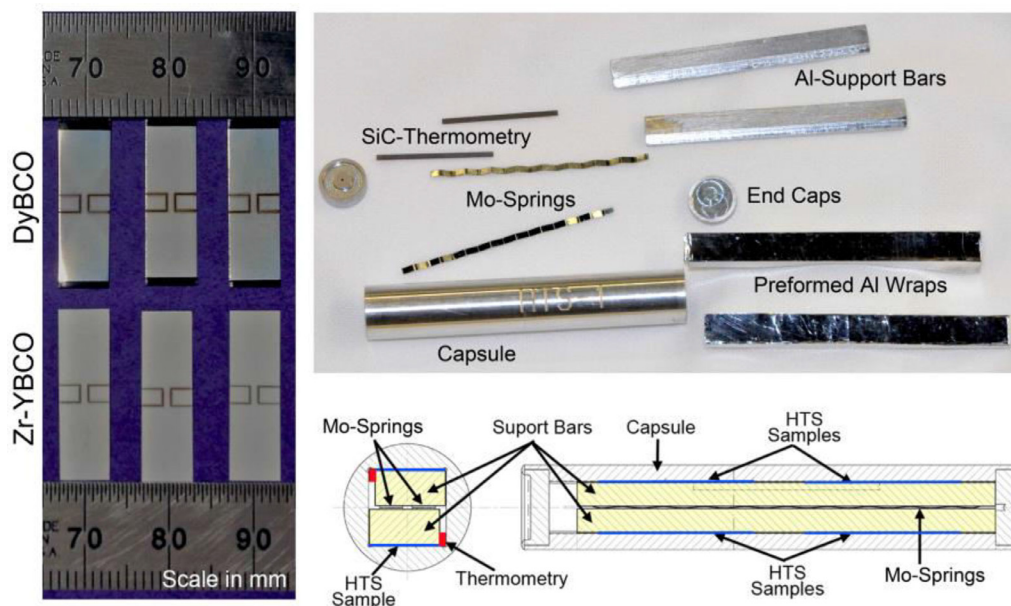 DE
N
S A
70
80
90
DyBCO
Zr-YBCO
DE
N
S.A
70
80
90
Scale in mm
Al-Support Bars
SiC-Thermometry
Mo-Springs
End Caps
Preformed Al Wraps
Capsule
Mo-Springs
Suport Bars
Capsule
HTS
Samples
HTS
Sample
Thermometry
HTS
Samples
Mo-Springs